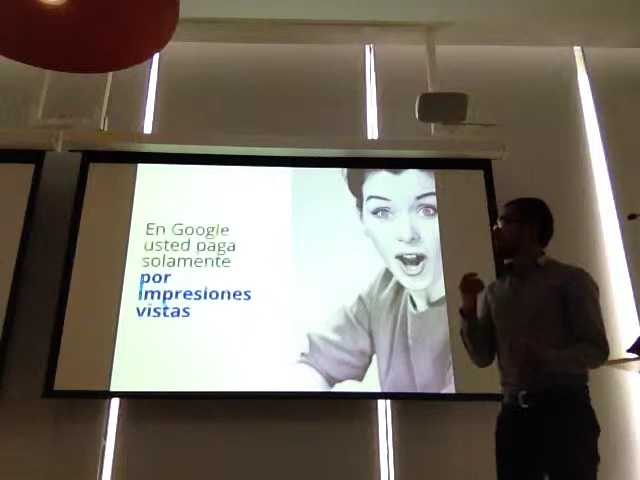 En Google
usted paga
solamente
por
impresiones
vistas